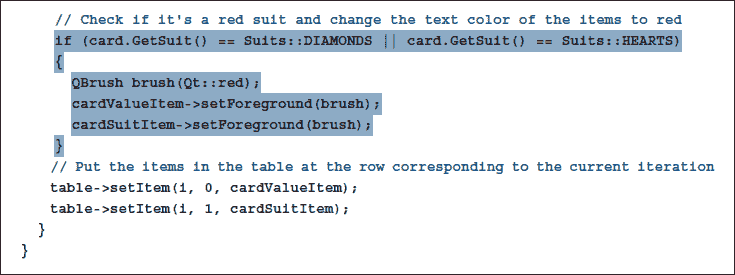 // Check if it's a red suit and change the text color of the items to red
if (card.GetSuit() == Suits::DIAMONDS || card.GetSuit() == Suits::HEARTS)
{
QBrush brush(Qt::red);
cardValueItem->setForeground(brush);
cardSuitItem->setForeground(brush);
}
// Put the items in the table at the row corresponding to the current iteration
table->setItem(i, 0, cardValueItem);
table->setItem(i, 1, cardSuitItem);
}
}